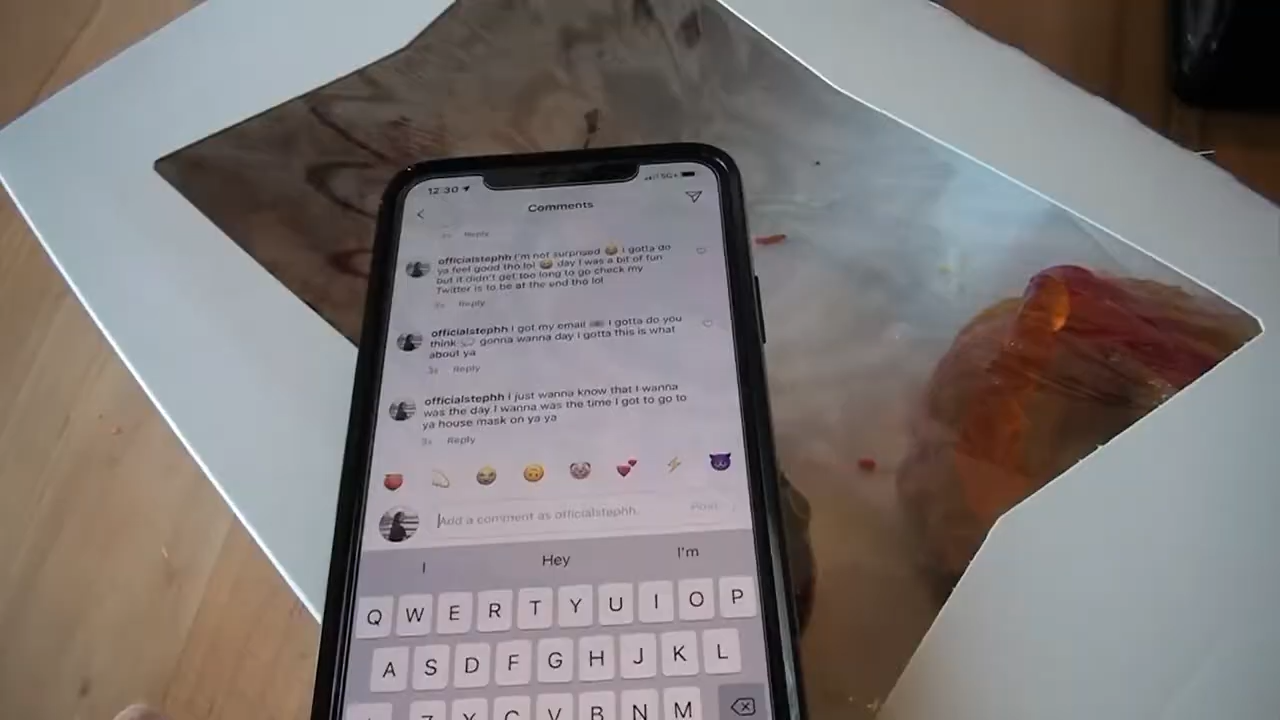 12:30
5G+
Comments
Reply
officialstephh I'm not surprised 😂 I gotta do
ya feel good tho lol 😂 day I was a bit of fun
but it didn't get too long to go check my
Twitter is to be at the end tho lol
Reply
officialstephh I got my email 📧 I gotta do you
think 💭 gonna wanna day I gotta this is what
about ya
3s Reply
officialstephh I just wanna know that I wanna
was the day I wanna was the time I got to go to
ya house mask on ya ya
3s Reply
Add a comment as officialstephh... Post
I Hey I'm
Q W E R T Y U I O P
A S D F G H J K L
Z X C V B N M